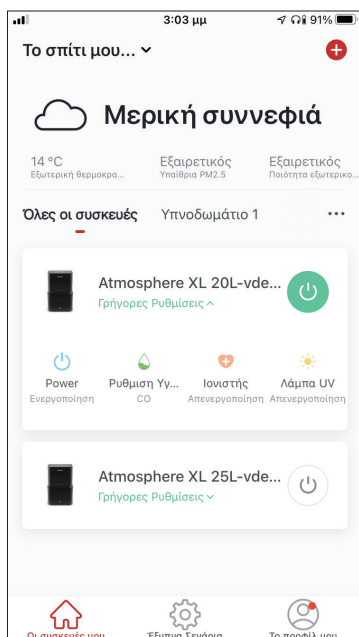 3:03 μμ 91%
Το σπίτι μου...
Μερική συννεφιά
14 °C Εξαιρετικός Εξαιρετικός
Εξωτερική θερμοκρα... Υπαίθρια PM2.5 Ποιότητα εξωτερικο...
Όλες οι συσκευές Υπνοδωμάτιο 1 ...
Atmosphere XL 20L-vde...
Γρήγορες Ρυθμίσεις
Power Ρυθμιση Υγ... Ιονιστής Λάμπα UV
Ενεργοποίηση CO Απενεργοποίηση Απενεργοποίηση
Atmosphere XL 25L-vde...
Γρήγορες Ρυθμίσεις
Οι συσκευές μου Έξυπνα Σενάρια Το προφίλ μου